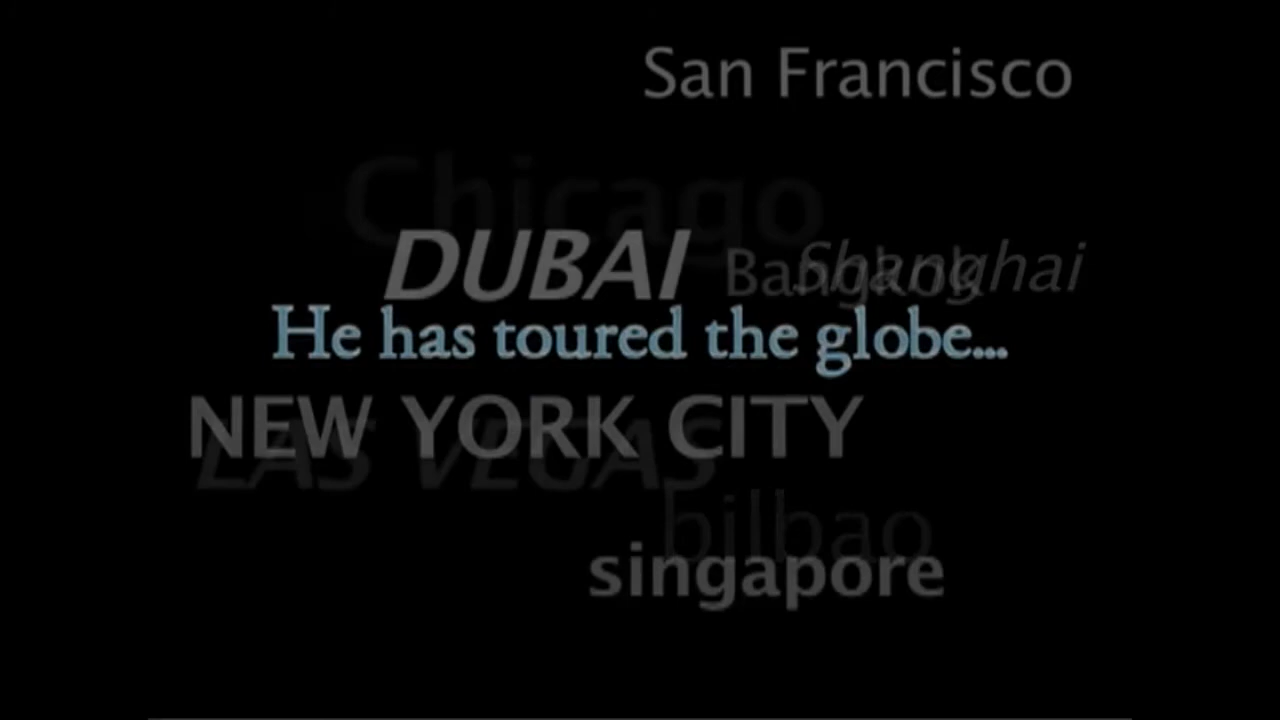 San Francisco
Chicago
DUBAI
Bangkok
Shanghai
He has toured the globe...
NEW YORK CITY
LAS VEGAS
bilbao
singapore